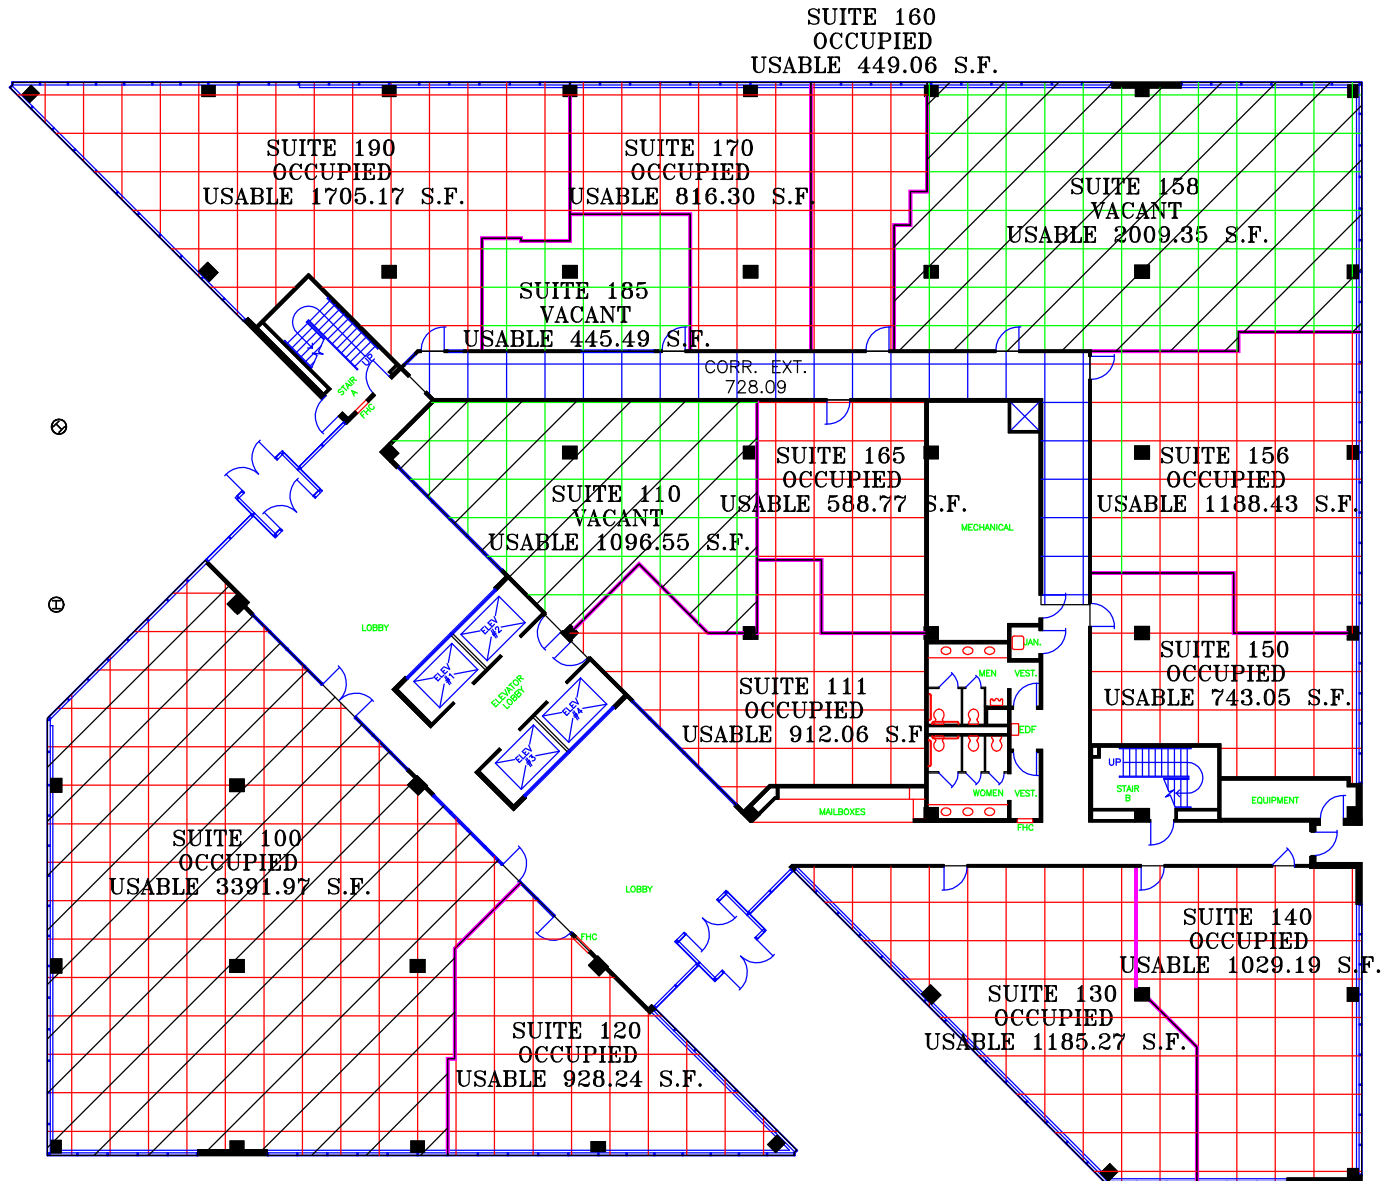 SUITE 160
OCCUPIED
USABLE 449.06 S.F.
SUITE 190
OCCUPIED
USABLE 1705.17 S.F.
SUITE 170
OCCUPIED
USABLE 816.30 S.F.
SUITE 158
VACANT
USABLE 2009.35 S.F.
SUITE 185
VACANT
USABLE 445.49 S.F.
CORR. EXT.
728.09
UP
STAIR
A
FHC
SUITE 110
VACANT
USABLE 1096.55 S.F.
SUITE 165
OCCUPIED
USABLE 588.77 S.F.
SUITE 156
OCCUPIED
USABLE 1188.43 S.F.
MECHANICAL
LOBBY
ELEV
#2
ELEV
#1
ELEVATOR
LOBBY
ELEV
#4
ELEV
#3
JAN.
MEN
VEST.
EDF
WOMEN
VEST.
FHC
SUITE 111
OCCUPIED
USABLE 912.06 S.F.
MAILBOXES
SUITE 150
OCCUPIED
USABLE 743.05 S.F.
UP
STAIR
B
EQUIPMENT
SUITE 100
OCCUPIED
USABLE 3391.97 S.F.
LOBBY
FHC
SUITE 120
OCCUPIED
USABLE 928.24 S.F.
SUITE 140
OCCUPIED
USABLE 1029.19 S.F.
SUITE 130
OCCUPIED
USABLE 1185.27 S.F.